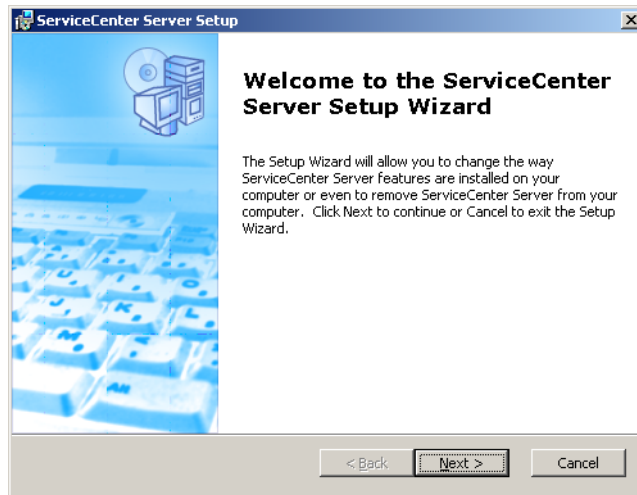 ServiceCenter Server Setup
Welcome to the ServiceCenter
Server Setup Wizard
The Setup Wizard will allow you to change the way
ServiceCenter Server features are installed on your
computer or even to remove ServiceCenter Server from your
computer.  Click Next to continue or Cancel to exit the Setup
Wizard.
< Back Next > Cancel